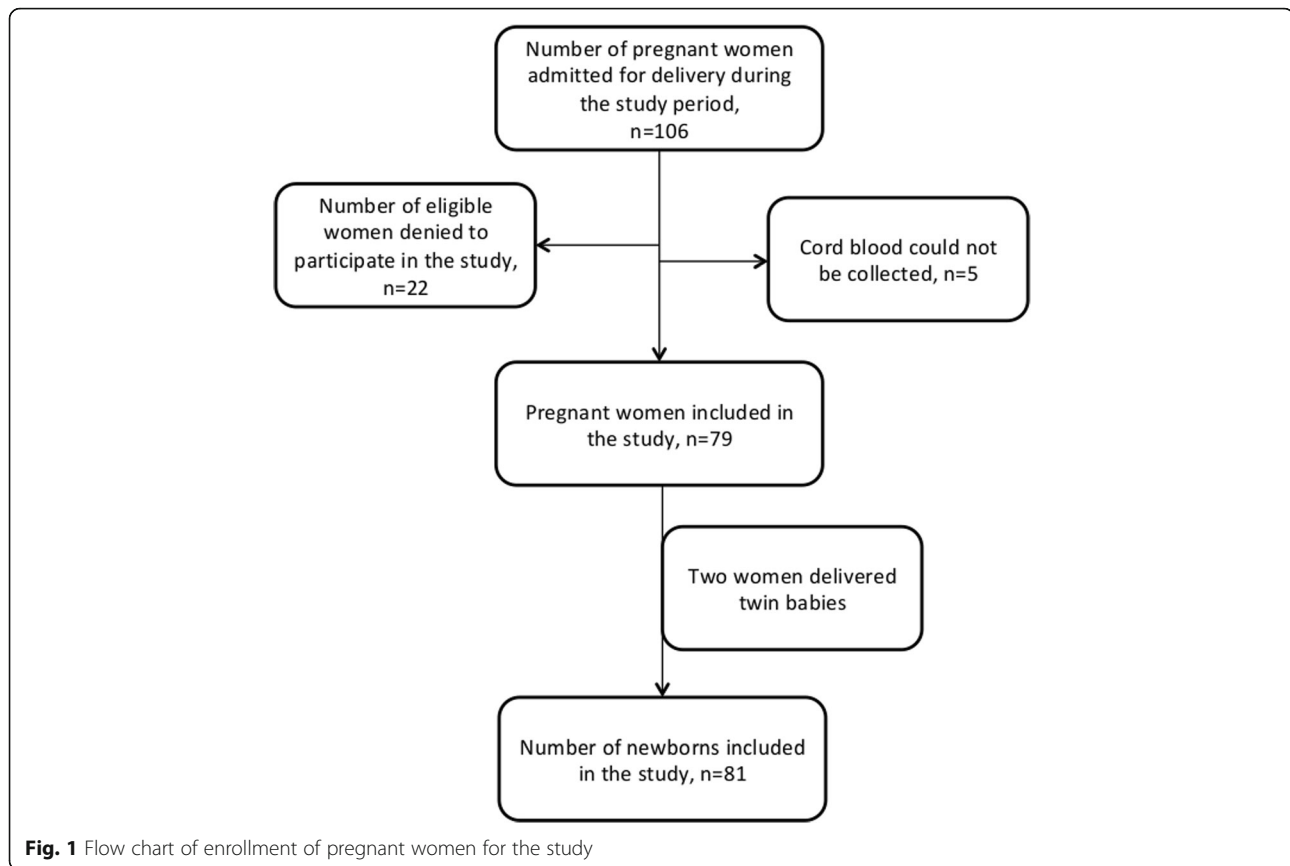 Number of pregnant women
admitted for delivery during
the study period,
n=106
Number of eligible
women denied to
participate in the study,
n=22
Cord blood could not
be collected, n=5
Pregnant women included in
the study, n=79
Two women delivered
twin babies
Number of newborns included
in the study, n=81
Fig. 1 Flow chart of enrollment of pregnant women for the study